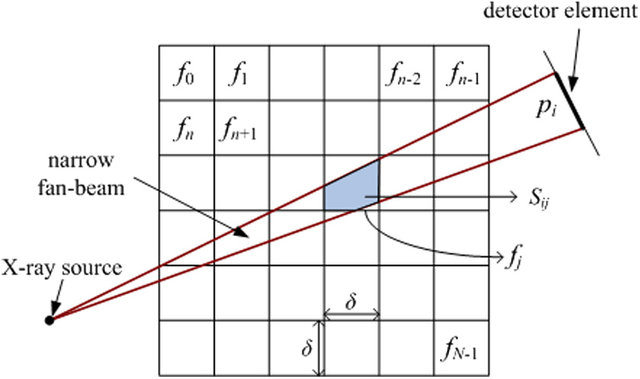 detector element
f0 f1 fn-2 fn-1
pi
fn fn+1
narrow
fan-beam
Sij
fj
X-ray source
δ
δ
fN-1